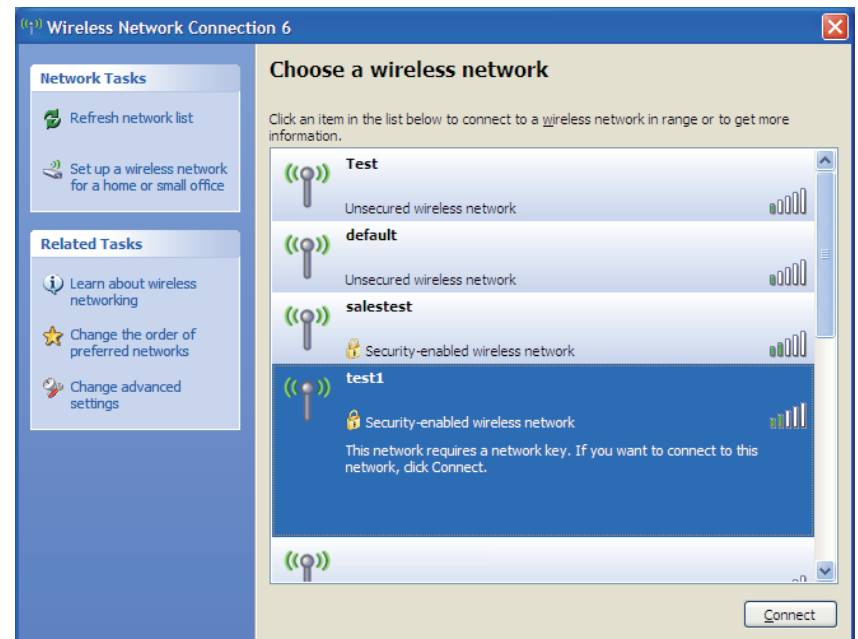 Wireless Network Connection 6
Network Tasks
Refresh network list
Set up a wireless network
for a home or small office
Related Tasks
Learn about wireless
networking
Change the order of
preferred networks
Change advanced
settings
Choose a wireless network
Click an item in the list below to connect to a wireless network in range or to get more
information.
Test
Unsecured wireless network
default
Unsecured wireless network
salestest
Security-enabled wireless network
test1
Security-enabled wireless network
This network requires a network key. If you want to connect to this
network, click Connect.
Connect